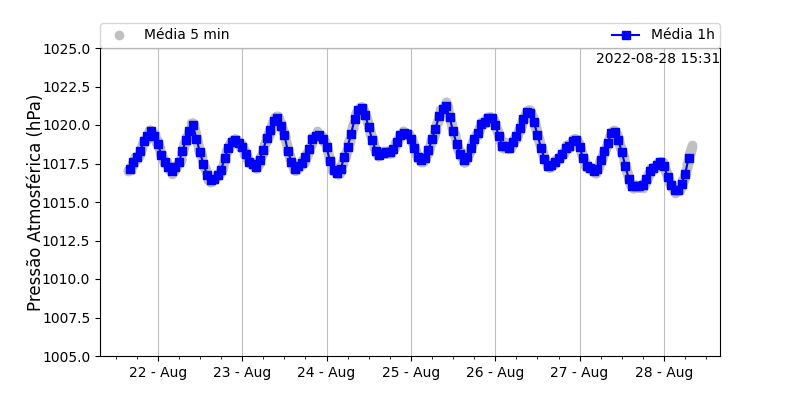 Média 5 min
Média 1h
2022-08-28 15:31
Pressão Atmosférica (hPa)
1025.0
1022.5
1020.0
1017.5
1015.0
1012.5
1010.0
1007.5
1005.0
22 - Aug
23 - Aug
24 - Aug
25 - Aug
26 - Aug
27 - Aug
28 - Aug